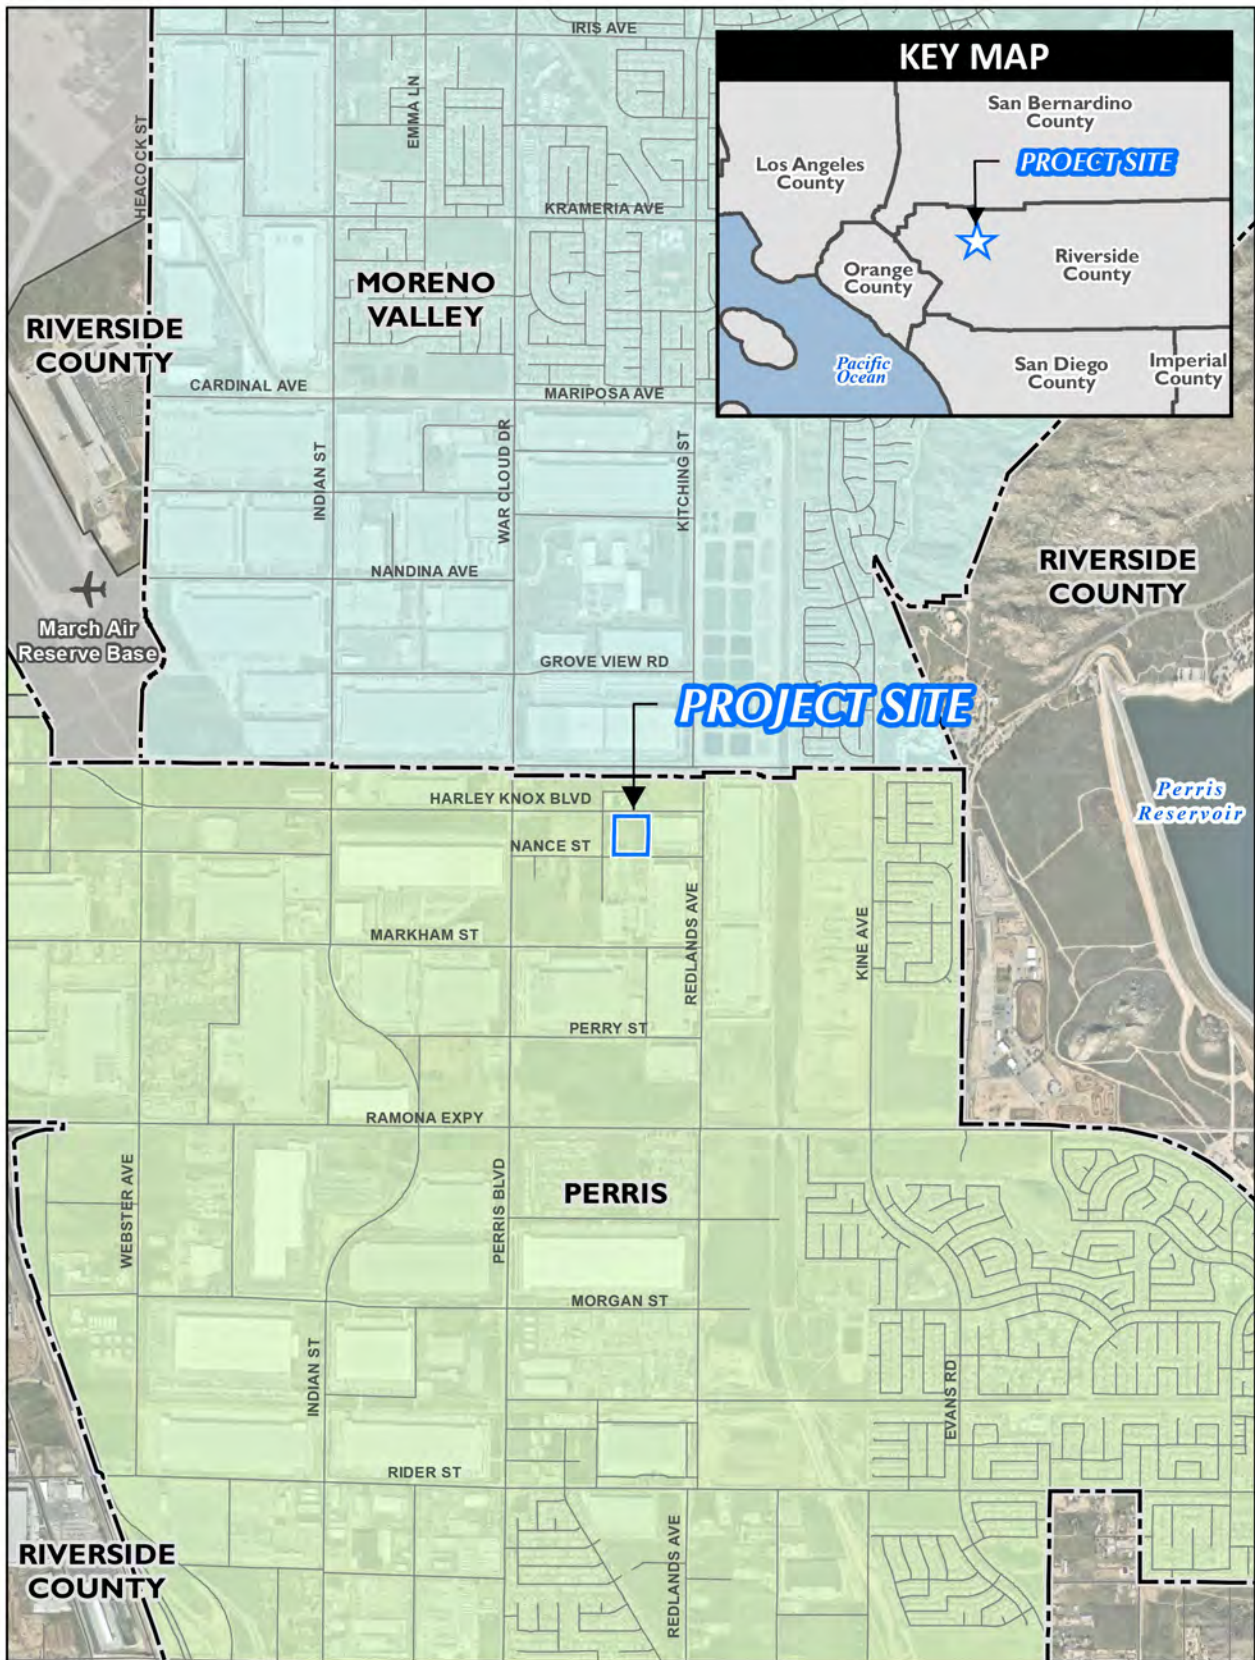 IRIS AVE
KEY MAP
San Bernardino
County
Los Angeles
County
PROJECT SITE
Orange
County
Riverside
County
Pacific
Ocean
San Diego
County
Imperial
County
EMMA LN
HEACOCK ST
KRAMERIA AVE
MORENO
VALLEY
RIVERSIDE
COUNTY
CARDINAL AVE
MARIPOSA AVE
INDIAN ST
WAR CLOUD DR
KITCHING ST
NANDINA AVE
RIVERSIDE
COUNTY
March Air
Reserve Base
GROVE VIEW RD
PROJECT SITE
HARLEY KNOX BLVD
Perris
Reservoir
NANCE ST
REDLANDS AVE
KINE AVE
MARKHAM ST
PERRY ST
RAMONA EXPY
WEBSTER AVE
PERRIS BLVD
PERRIS
MORGAN ST
INDIAN ST
EVANS RD
RIDER ST
REDLANDS AVE
RIVERSIDE
COUNTY